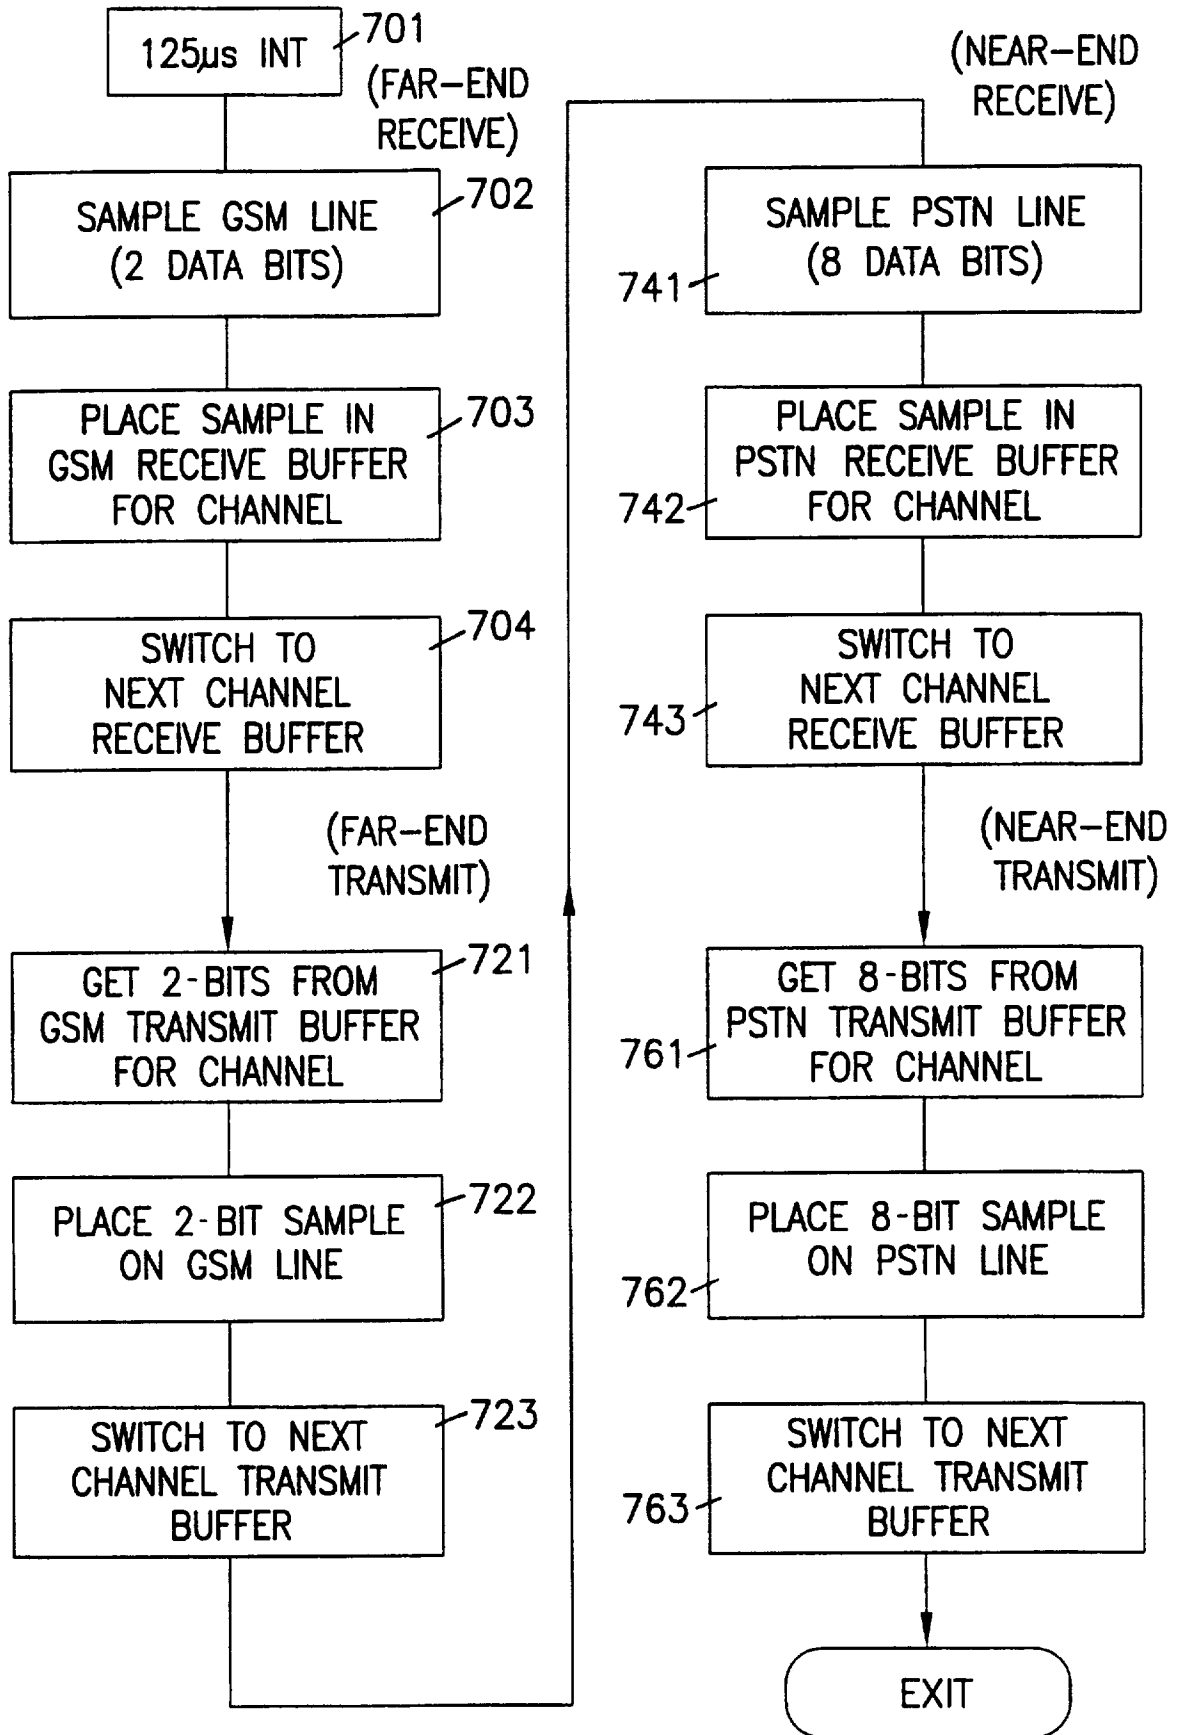 125µs INT
701
(FAR-END
RECEIVE)
SAMPLE GSM LINE
(2 DATA BITS)
702
PLACE SAMPLE IN
GSM RECEIVE BUFFER
FOR CHANNEL
703
SWITCH TO
NEXT CHANNEL
RECEIVE BUFFER
704
(FAR-END
TRANSMIT)
GET 2-BITS FROM
GSM TRANSMIT BUFFER
FOR CHANNEL
721
PLACE 2-BIT SAMPLE
ON GSM LINE
722
SWITCH TO NEXT
CHANNEL TRANSMIT
BUFFER
723
(NEAR-END
RECEIVE)
SAMPLE PSTN LINE
(8 DATA BITS)
741
PLACE SAMPLE IN
PSTN RECEIVE BUFFER
FOR CHANNEL
742
SWITCH TO
NEXT CHANNEL
RECEIVE BUFFER
743
(NEAR-END
TRANSMIT)
GET 8-BITS FROM
PSTN TRANSMIT BUFFER
FOR CHANNEL
761
PLACE 8-BIT SAMPLE
ON PSTN LINE
762
SWITCH TO NEXT
CHANNEL TRANSMIT
BUFFER
763
EXIT